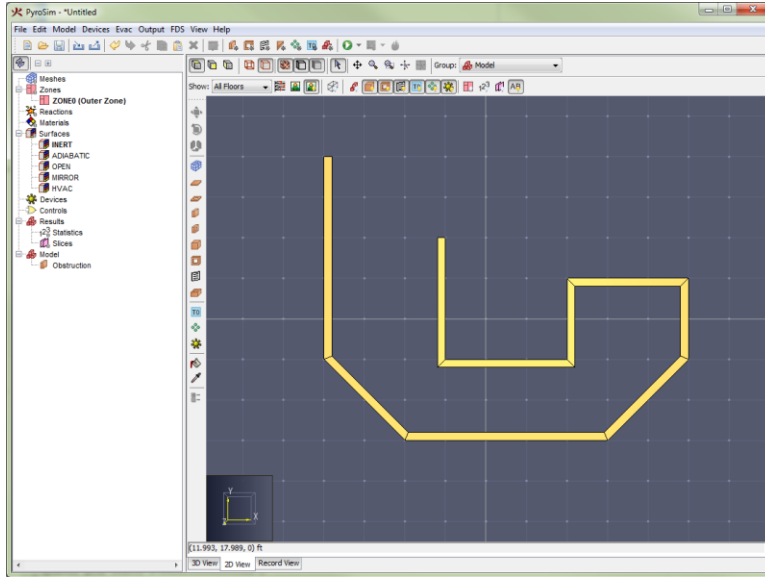 PyroSim - *Untitled
File Edit Model Devices Evac Output FDS View Help
Group: Model
Show: All Floors
Meshes
Zones
ZONE0 (Outer Zone)
Reactions
Materials
Surfaces
INERT
ADIABATIC
OPEN
MIRROR
HVAC
Devices
Controls
Results
Statistics
Slices
Model
Obstruction
Y
X
Z
(11.993, 17.989, 0) ft
3D View 2D View Record View